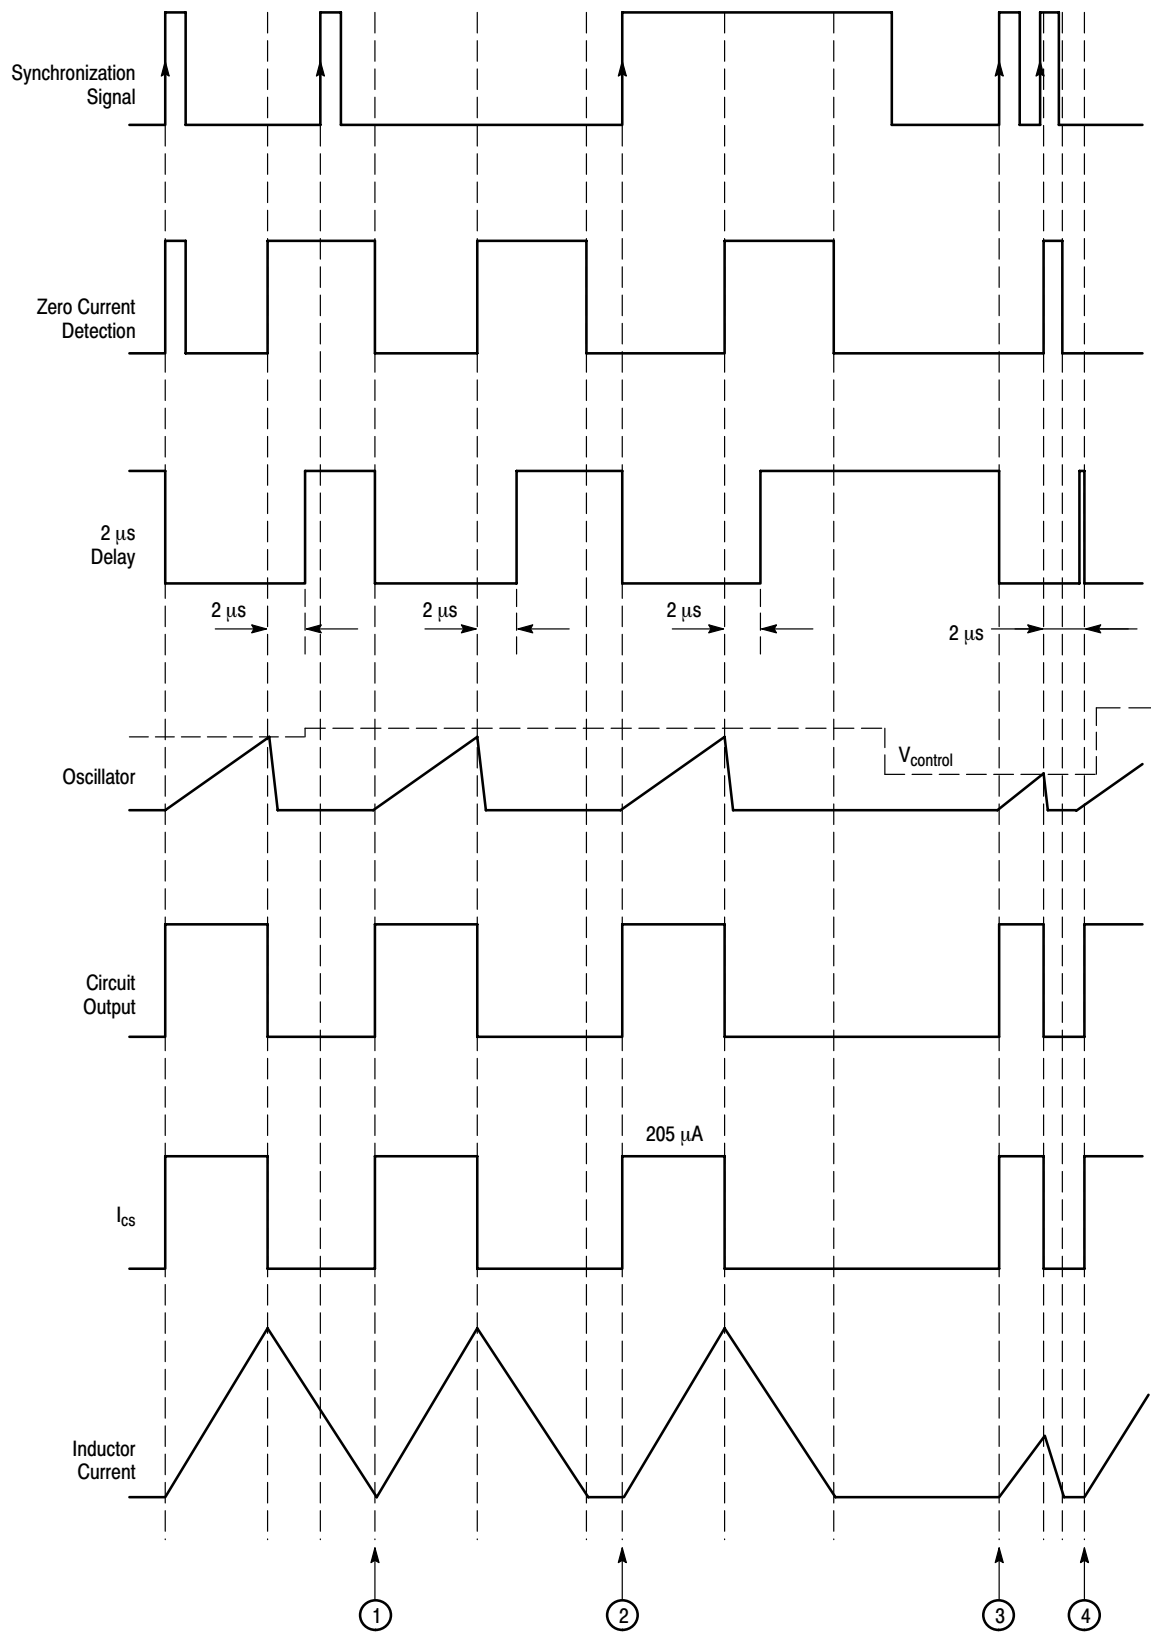 Synchronization
Signal
Zero Current
Detection
2 μs
Delay
2 μs
2 μs
2 μs
2 μs
Oscillator
Vcontrol
Circuit
Output
205 μA
Ics
Inductor
Current
1
2
3
4